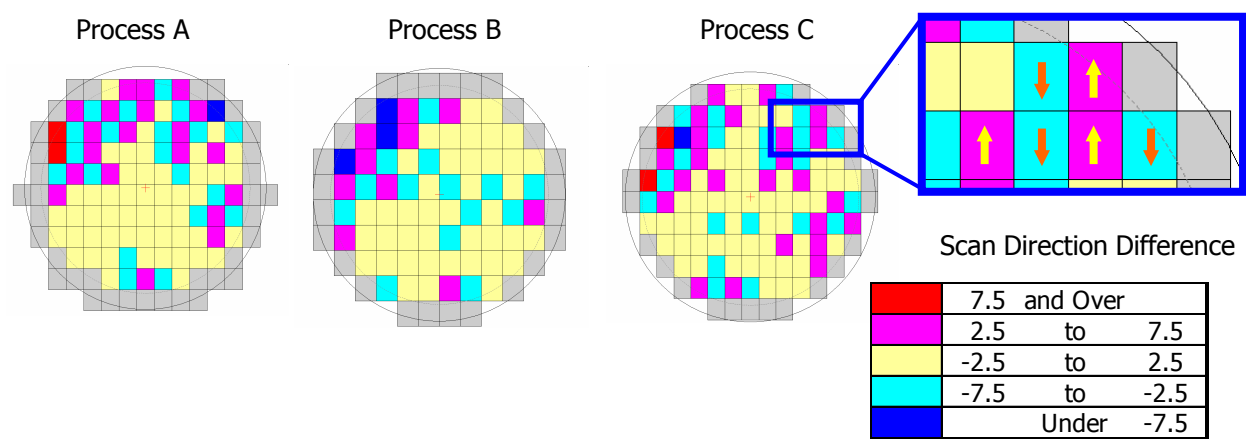 Process A
Process B
Process C
Scan Direction Difference
7.5 and Over
2.5 to 7.5
-2.5 to 2.5
-7.5 to -2.5
Under -7.5